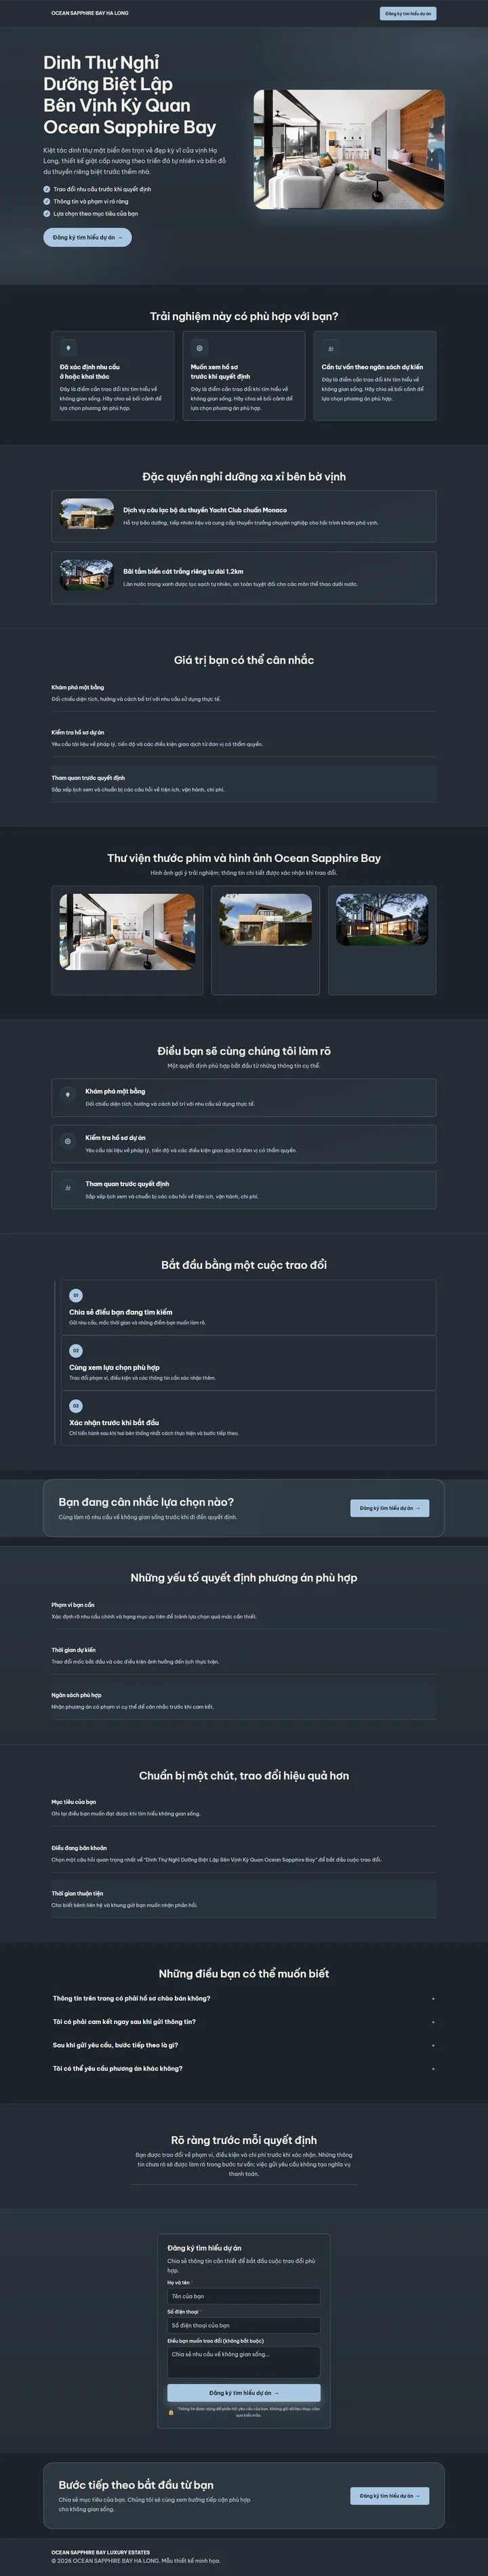 OCEAN SAPPHIRE BAY HA LONG
Đăng ký tìm hiểu dự án
Dinh Thự Nghỉ
Dưỡng Biệt Lập
Bên Vịnh Kỳ Quan
Ocean Sapphire Bay
Kiệt tác dinh thự mặt biển ôm trọn vẻ đẹp kỳ vĩ của vịnh Hạ
Long, thiết kế giật cấp nương theo triền đá tự nhiên và bến đỗ
du thuyền riêng biệt trước thềm nhà.
Trao đổi nhu cầu trước khi quyết định
Thông tin và phạm vi rõ ràng
Lựa chọn theo mục tiêu của bạn
Đăng ký tìm hiểu dự án →
Trải nghiệm này có phù hợp với bạn?
Đã xác định nhu cầu
ở hoặc khai thác
Đây là điểm cần trao đổi khi tìm hiểu về
không gian sống. Hãy chia sẻ bối cảnh để
lựa chọn phương án phù hợp.
Muốn xem hồ sơ
trước khi quyết định
Đây là điểm cần trao đổi khi tìm hiểu về
không gian sống. Hãy chia sẻ bối cảnh để
lựa chọn phương án phù hợp.
Cần tư vấn theo ngân sách dự kiến
Đây là điểm cần trao đổi khi tìm hiểu về
không gian sống. Hãy chia sẻ bối cảnh để
lựa chọn phương án phù hợp.
Đặc quyền nghỉ dưỡng xa xỉ bên bờ vịnh
Dịch vụ câu lạc bộ du thuyền Yacht Club chuẩn Monaco
Hỗ trợ bảo dưỡng, tiếp nhiên liệu và cung cấp thuyền trưởng chuyên nghiệp cho hải trình khám phá vịnh.
Bãi tắm biển cát trắng riêng tư dài 1.2km
Làn nước trong xanh được lọc sạch tự nhiên, an toàn tuyệt đối cho các môn thể thao dưới nước.
Giá trị bạn có thể cân nhắc
Khám phá mặt bằng
Đối chiếu diện tích, hướng và cách bố trí với nhu cầu sử dụng thực tế.
Kiểm tra hồ sơ dự án
Yêu cầu tài liệu về pháp lý, tiến độ và các điều kiện giao dịch từ đơn vị có thẩm quyền.
Tham quan trước quyết định
Sắp xếp lịch xem và chuẩn bị các câu hỏi về tiện ích, vận hành, chi phí.
Thư viện thước phim và hình ảnh Ocean Sapphire Bay
Hình ảnh gợi ý trải nghiệm; thông tin chi tiết được xác nhận khi trao đổi.
Điều bạn sẽ cùng chúng tôi làm rõ
Một quyết định phù hợp bắt đầu từ những thông tin cụ thể.
Khám phá mặt bằng
Đối chiếu diện tích, hướng và cách bố trí với nhu cầu sử dụng thực tế.
Kiểm tra hồ sơ dự án
Yêu cầu tài liệu về pháp lý, tiến độ và các điều kiện giao dịch từ đơn vị có thẩm quyền.
Tham quan trước quyết định
Sắp xếp lịch xem và chuẩn bị các câu hỏi về tiện ích, vận hành, chi phí.
Bắt đầu bằng một cuộc trao đổi
01
Chia sẻ điều bạn đang tìm kiếm
Gửi nhu cầu, mốc thời gian và những điểm bạn muốn làm rõ.
02
Cùng xem lựa chọn phù hợp
Trao đổi phạm vi, điều kiện và các thông tin cần xác nhận thêm.
03
Xác nhận trước khi bắt đầu
Chỉ tiến hành sau khi hai bên thống nhất cách thực hiện và bước tiếp theo.
Bạn đang cân nhắc lựa chọn nào?
Cùng làm rõ nhu cầu về không gian sống trước khi đi đến quyết định.
Đăng ký tìm hiểu dự án →
Những yếu tố quyết định phương án phù hợp
Phạm vi bạn cần
Xác định rõ nhu cầu chính và hạng mục ưu tiên để tránh lựa chọn quá mức cần thiết.
Thời gian dự kiến
Trao đổi mốc bắt đầu và các điều kiện ảnh hưởng đến lịch thực hiện.
Ngân sách phù hợp
Nhận phương án có phạm vi cụ thể để cân nhắc trước khi cam kết.
Chuẩn bị một chút, trao đổi hiệu quả hơn
Mục tiêu của bạn
Ghi lại điều bạn muốn đạt được khi tìm hiểu không gian sống.
Điều đang băn khoăn
Chọn một câu hỏi quan trọng nhất về "Dinh Thự Nghỉ Dưỡng Biệt Lập Bên Vịnh Kỳ Quan Ocean Sapphire Bay" để bắt đầu cuộc trao đổi.
Thời gian thuận tiện
Cho biết kênh liên hệ và khung giờ bạn muốn nhận phản hồi.
Những điều bạn có thể muốn biết
Thông tin trên trang có phải hồ sơ chào bán không? +
Tôi có phải cam kết ngay sau khi gửi thông tin? +
Sau khi gửi yêu cầu, bước tiếp theo là gì? +
Tôi có thể yêu cầu phương án khác không? +
Rõ ràng trước mỗi quyết định
Bạn được trao đổi về phạm vi, điều kiện và chi phí trước khi xác nhận. Những thông
tin chưa rõ sẽ được làm rõ trong bước tư vấn; việc gửi yêu cầu không tạo nghĩa vụ
thanh toán.
Đăng ký tìm hiểu dự án
Chia sẻ thông tin cần thiết để bắt đầu cuộc trao đổi phù
hợp.
Họ và tên *
Tên của bạn
Số điện thoại *
Số điện thoại của bạn
Điều bạn muốn trao đổi (không bắt buộc)
Chia sẻ nhu cầu về không gian sống...
Đăng ký tìm hiểu dự án →
Thông tin được dùng để phản hồi yêu cầu của bạn. Không gửi dữ liệu nhạy cảm
qua biểu mẫu.
Bước tiếp theo bắt đầu từ bạn
Chia sẻ mục tiêu của bạn. Chúng tôi sẽ cùng xem hướng tiếp cận phù hợp
cho không gian sống.
Đăng ký tìm hiểu dự án →
OCEAN SAPPHIRE BAY LUXURY ESTATES
© 2026 OCEAN SAPPHIRE BAY HA LONG. Mẫu thiết kế minh họa.